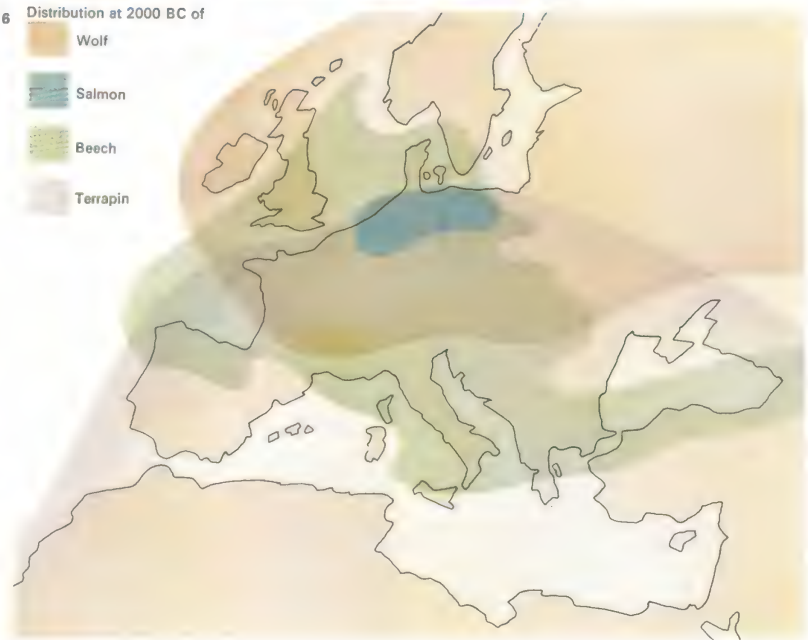 6 Distribution at 2000 BC of
Wolf
Salmon
Beech
Terrapin